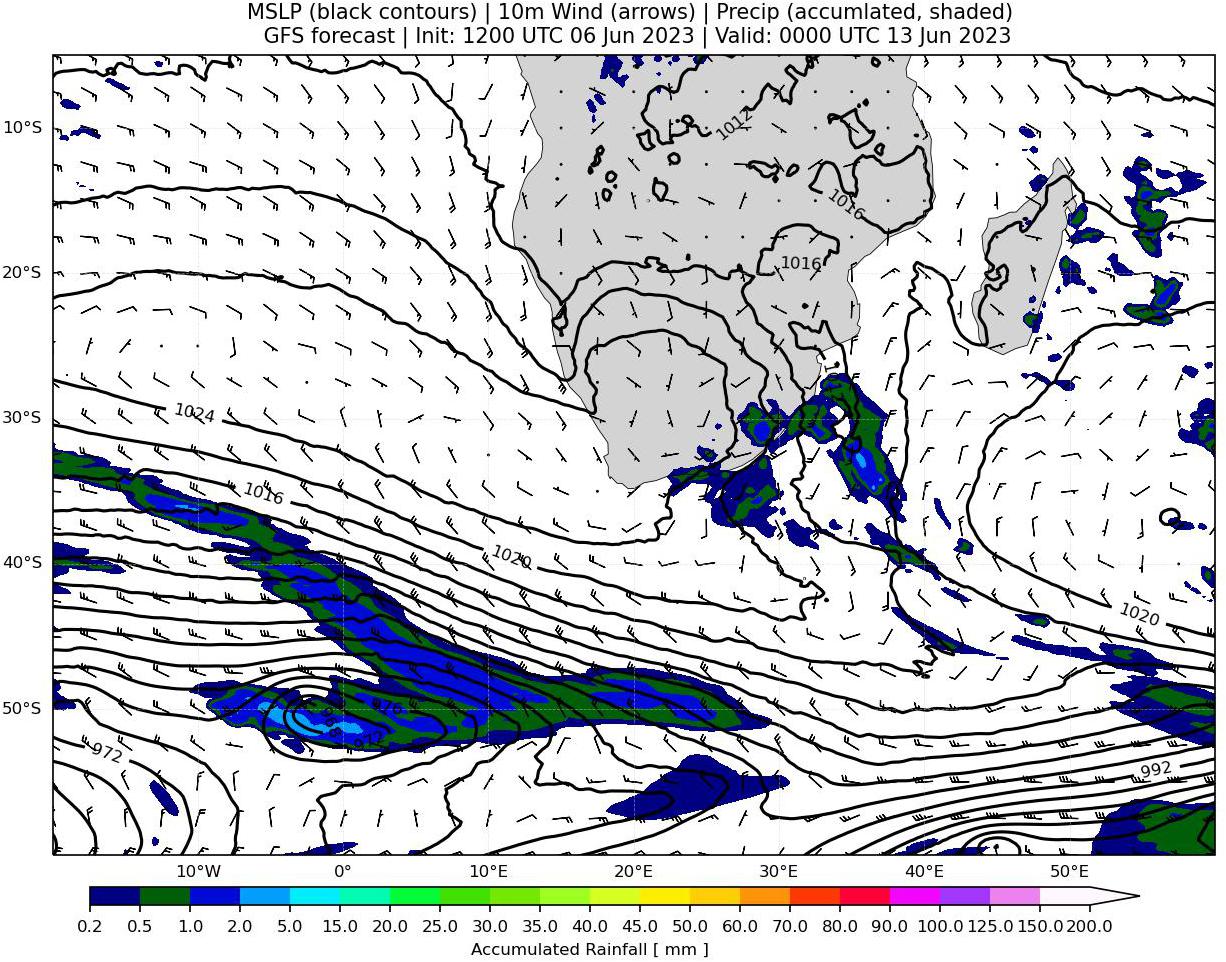 MSLP (black contours) | 10m Wind (arrows) | Precip (accumlated, shaded)
GFS forecast | Init: 1200 UTC 06 Jun 2023 | Valid: 0000 UTC 13 Jun 2023
1012
10°S
1016
1016
20°S
1024
30°S
1016
1020
40°S
1020
976
50°S
968
972
972
992
10°W 0° 10°E 20°E 30°E 40°E 50°E
0.2 0.5 1.0 2.0 5.0 10.0 15.0 20.0 25.0 30.0 35.0 40.0 45.0 50.0 60.0 70.0 80.0 90.0 100.0 125.0 150.0 200.0
Accumulated Rainfall [ mm ]